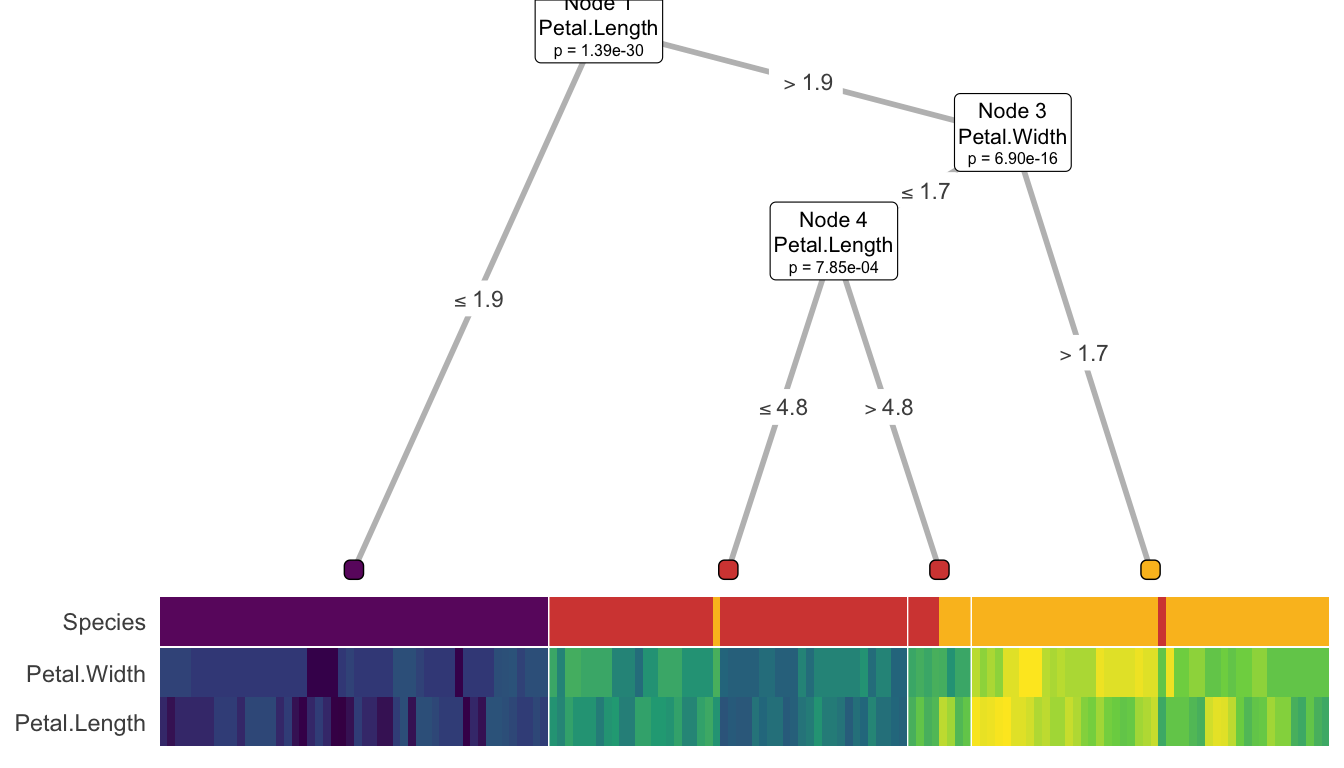 Node 1
Petal.Length
p = 1.39e-30
> 1.9
Node 3
Petal.Width
p = 6.90e-16
≤ 1.7
Node 4
Petal.Length
p = 7.85e-04
≤ 1.9
> 1.7
≤ 4.8
> 4.8
Species
Petal.Width
Petal.Length